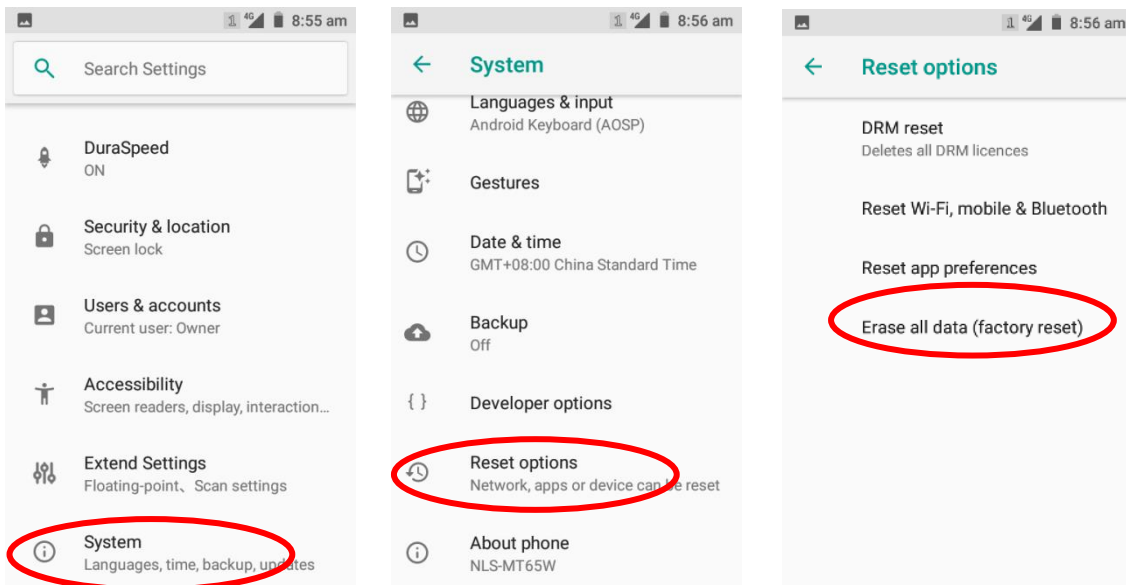 8:55 am
Search Settings
DuraSpeed
ON
Security & location
Screen lock
Users & accounts
Current user: Owner
Accessibility
Screen readers, display, interaction...
Extend Settings
Floating-point、Scan settings
System
Languages, time, backup, updates
1 4G 8:56 am
System
Languages & input
Android Keyboard (AOSP)
Gestures
Date & time
GMT+08:00 China Standard Time
Backup
Off
{ } Developer options
Reset options
Network, apps or device can be reset
About phone
NLS-MT65W
1 4G 8:56 am
Reset options
DRM reset
Deletes all DRM licences
Reset Wi-Fi, mobile & Bluetooth
Reset app preferences
Erase all data (factory reset)